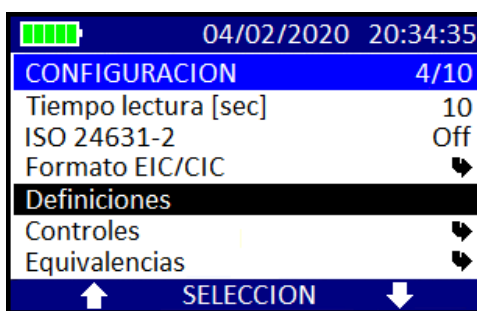 04/02/2020 20:34:35
CONFIGURACION 4/10
Tiempo lectura [sec] 10
ISO 24631-2 Off
Formato EIC/CIC
Definiciones
Controles
Equivalencias
SELECCION